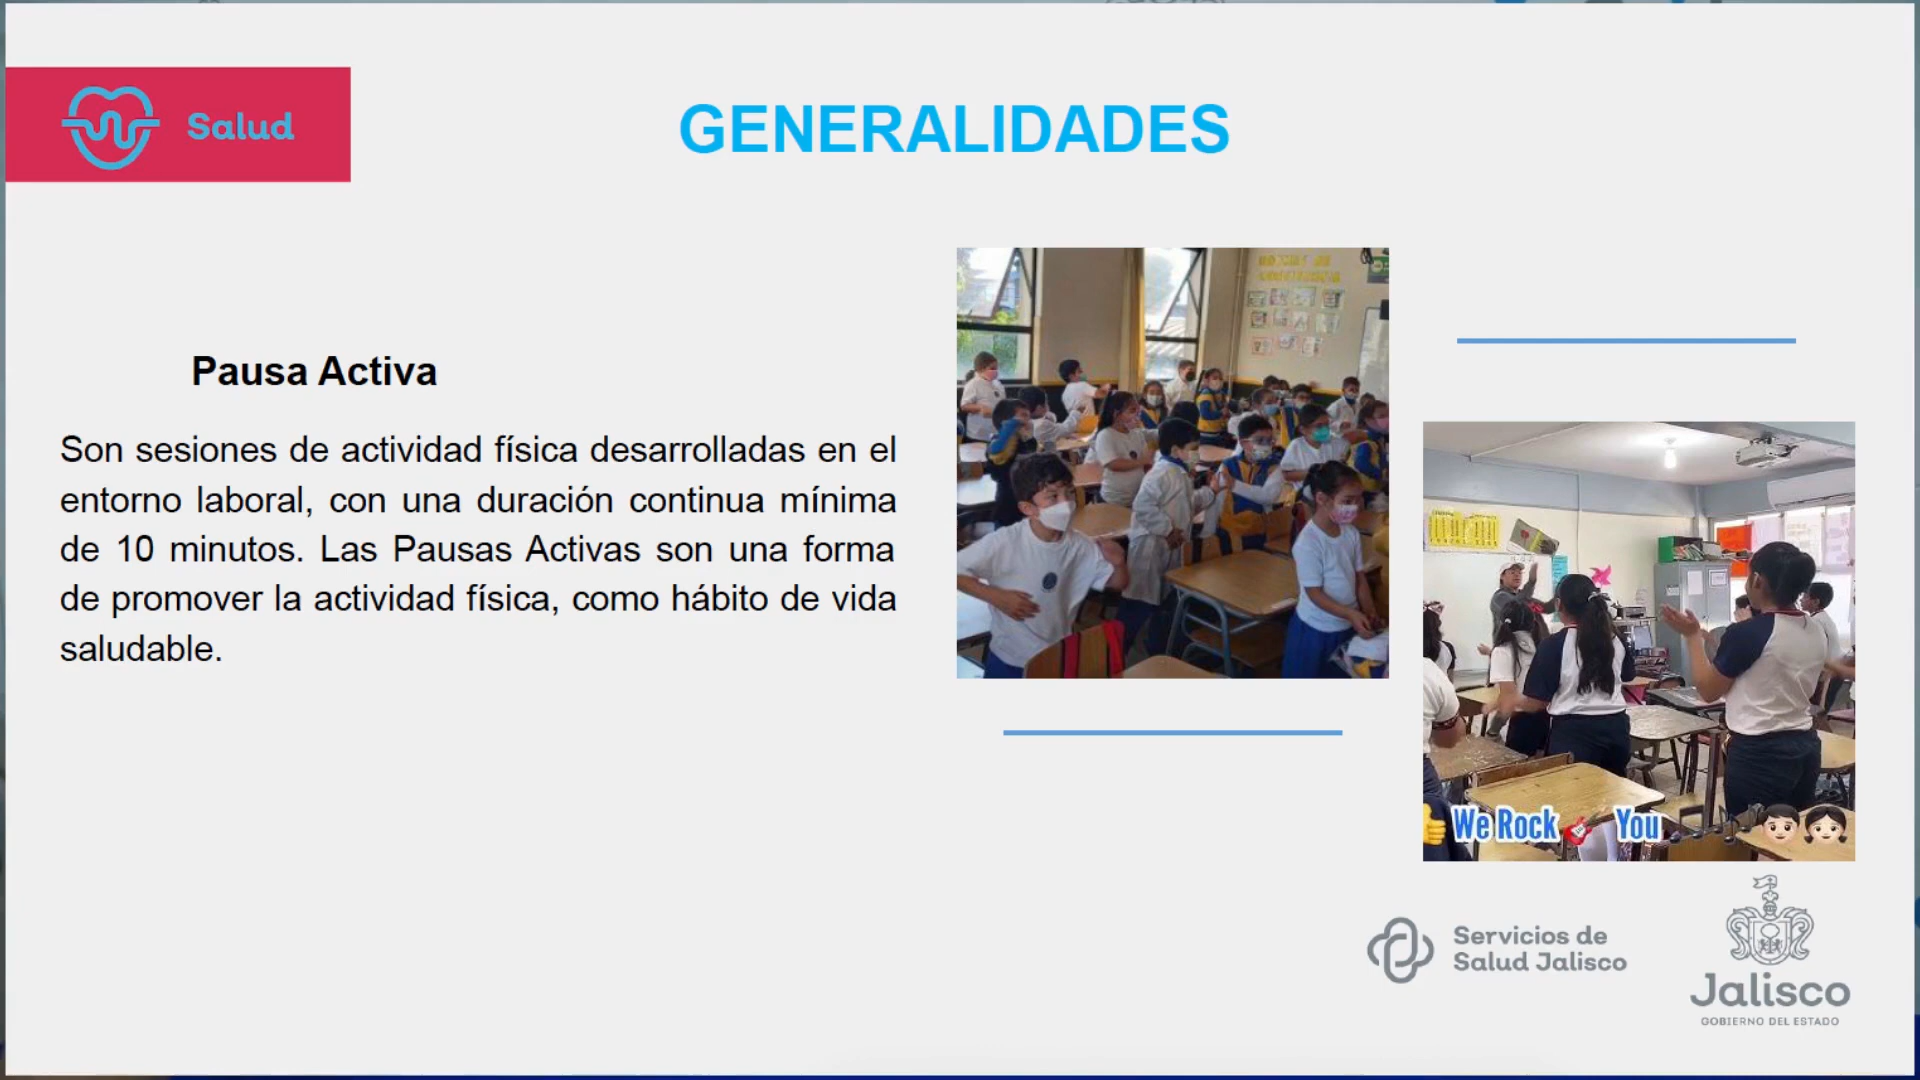 Salud
GENERALIDADES
Pausa Activa
Son sesiones de actividad física desarrolladas en el
entorno laboral, con una duración continua mínima
de 10 minutos. Las Pausas Activas son una forma
de promover la actividad física, como hábito de vida
saludable.
We Rock You
Servicios de
Salud Jalisco
Jalisco
GOBIERNO DEL ESTADO